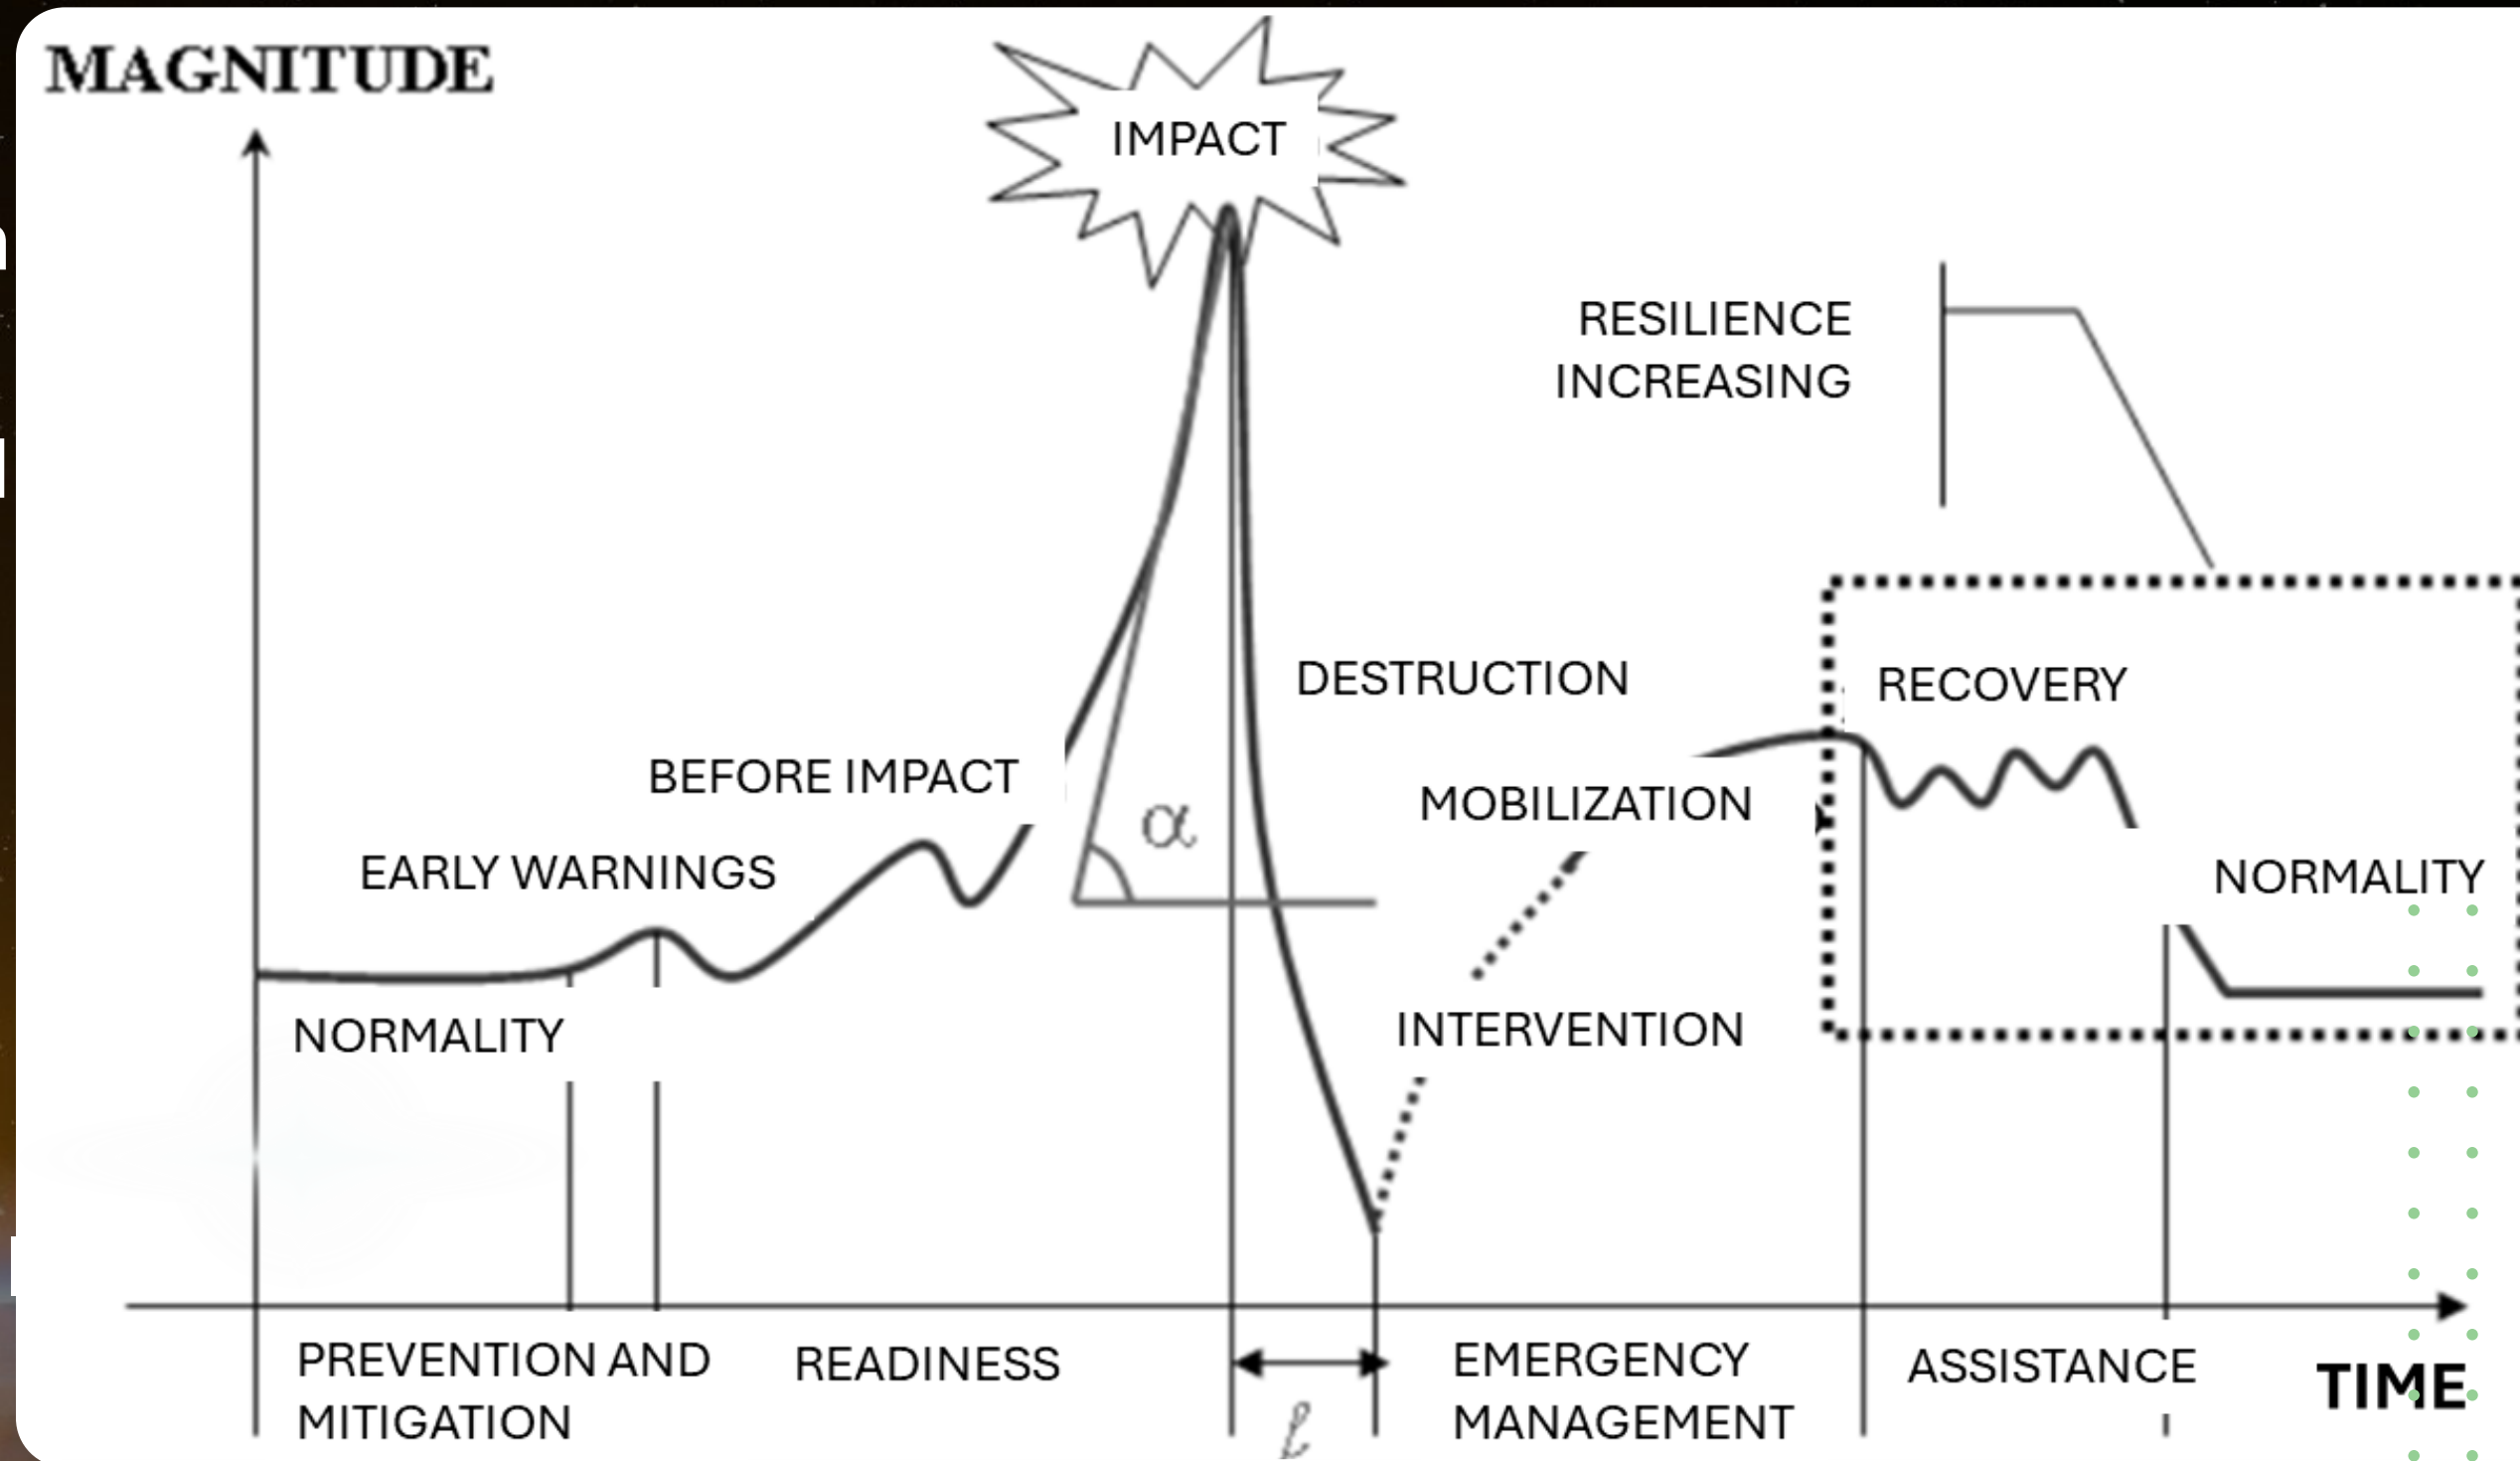 MAGNITUDE
IMPACT
RESILIENCE
INCREASING
DESTRUCTION
RECOVERY
BEFORE IMPACT
MOBILIZATION
α
EARLY WARNINGS
NORMALITY
INTERVENTION
NORMALITY
PREVENTION AND
MITIGATION
READINESS
ℓ
EMERGENCY
MANAGEMENT
ASSISTANCE
TIME